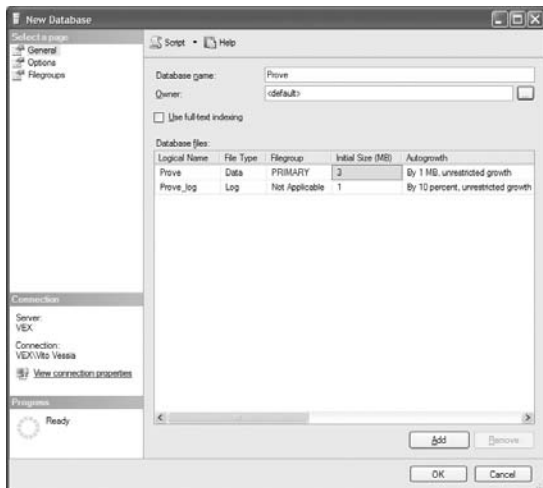 New Database
Select a page
General
Options
Filegroups
Script
Help
Database name:
Prove
Owner:
<default>
...
Use full-text indexing
Database files:
Logical Name File Type Filegroup Initial Size (MB) Autogrowth
Prove Data PRIMARY 3 By 1 MB, unrestricted growth
Prove_log Log Not Applicable 1 By 10 percent, unrestricted growth
Connection
Server:
VEX
Connection:
VEX\Vito Vessia
View connection properties
Progress
Ready
Add
Remove
OK
Cancel